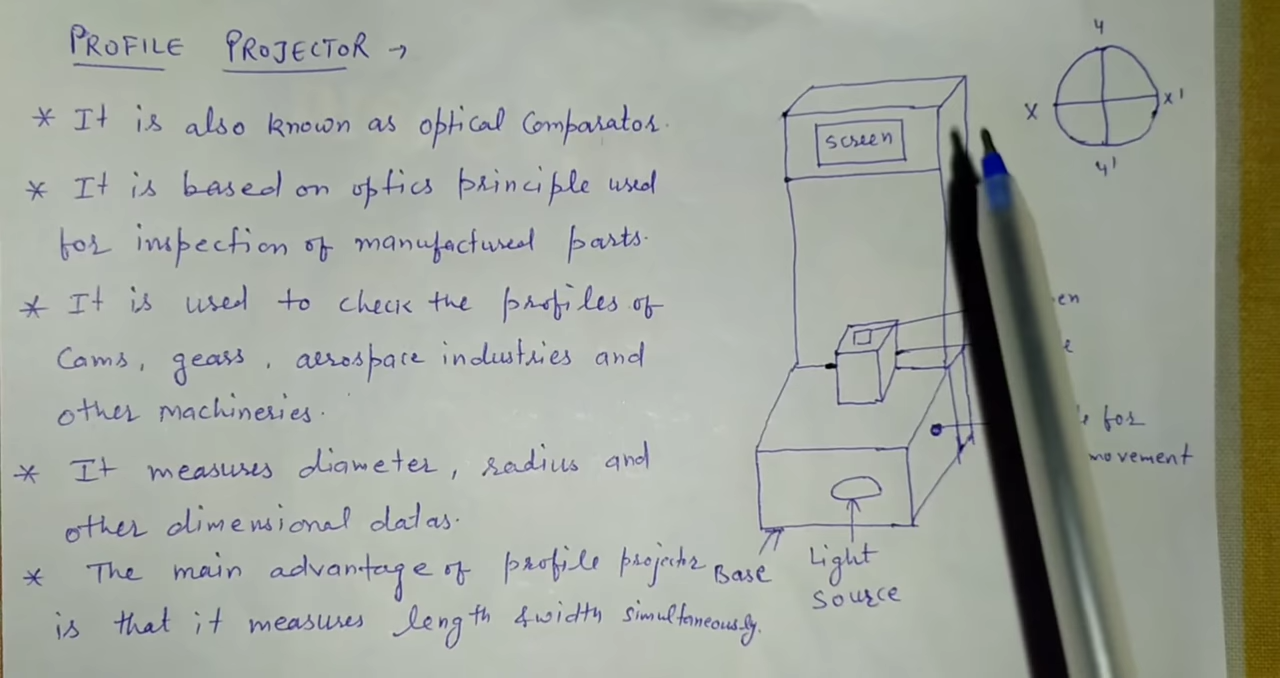 PROFILE PROJECTOR →
* It is also known as optical Comparator.
* It is based on optics principle used
for inspection of manufactured parts.
* It is used to check the profiles of
Cams, gears, aerospace industries and
other machineries.
* It measures diameter, radius and
other dimensional datas.
* The main advantage of profile projector
is that it measures length & width simultaneously.
screen
Base
Light
Source
for
movement
y
x
x'
y'